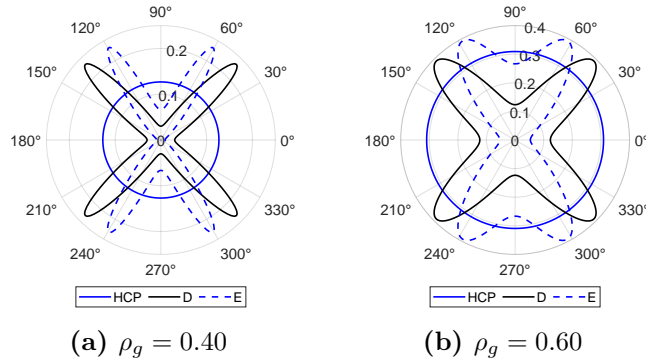 90° 90°
120° 60° 120° 0.4 60°
0.2 0.3
150° 30° 150° 30°
0.1 0.2
0.1
180° 0 0° 180° 0 0°
210° 330° 210° 330°
240° 300° 240° 300°
270° 270°
HCP D E HCP D E
(a) ρg = 0.40 (b) ρg = 0.60